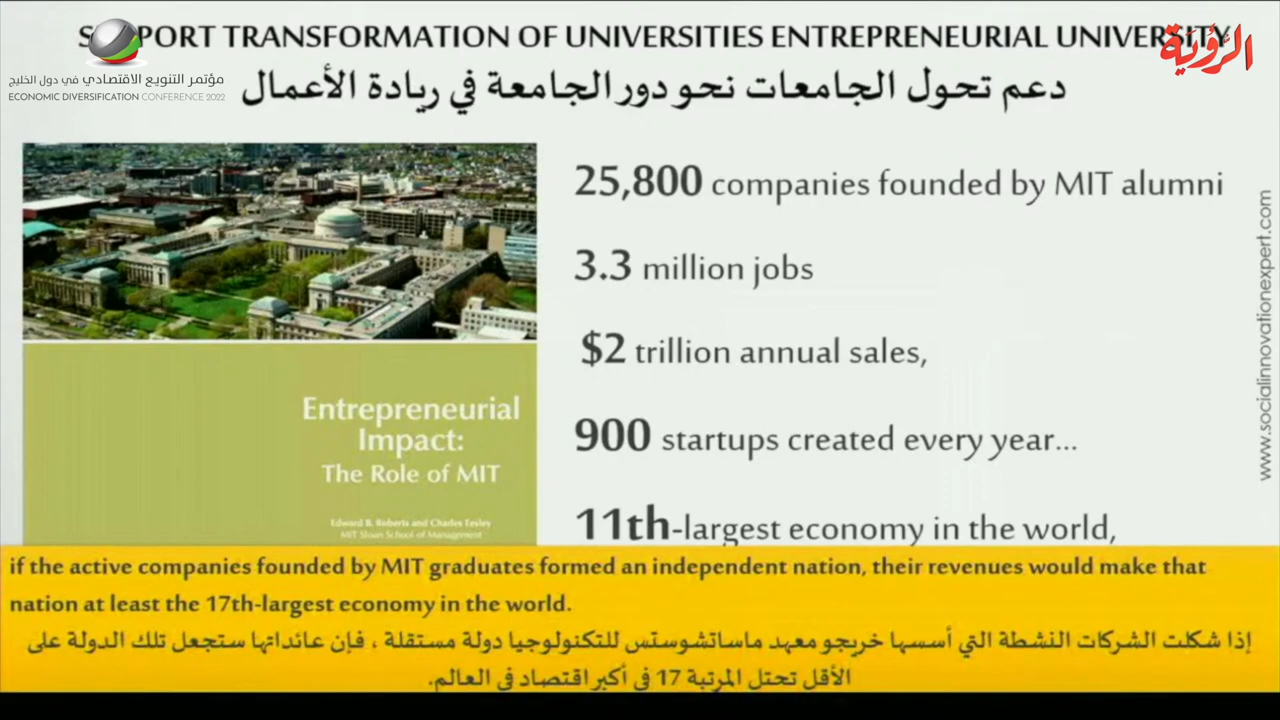 SUPPORT TRANSFORMATION OF UNIVERSITIES ENTREPRENEURIAL UNIVERSITY
الرؤية
مؤتمر التنويع الاقتصادي في دول الخليج
ECONOMIC DIVERSIFICATION CONFERENCE 2022
دعم تحول الجامعات نحو دور الجامعة في ريادة الأعمال
25,800 companies founded by MIT alumni
3.3 million jobs
$2 trillion annual sales,
900 startups created every year...
11th-largest economy in the world,
www.socialinnovationexpert.com
Entrepreneurial
Impact:
The Role of MIT
Edward B. Roberts and Charles Eesley
MIT Sloan School of Management
if the active companies founded by MIT graduates formed an independent nation, their revenues would make that
nation at least the 17th-largest economy in the world.
إذا شكلت الشركات النشطة التي أسسها خريجو معهد ماساتشوستس للتكنولوجيا دولة مستقلة ، فإن عائداتها ستجعل تلك الدولة على
الأقل تحتل المرتبة 17 في أكبر اقتصاد في العالم.